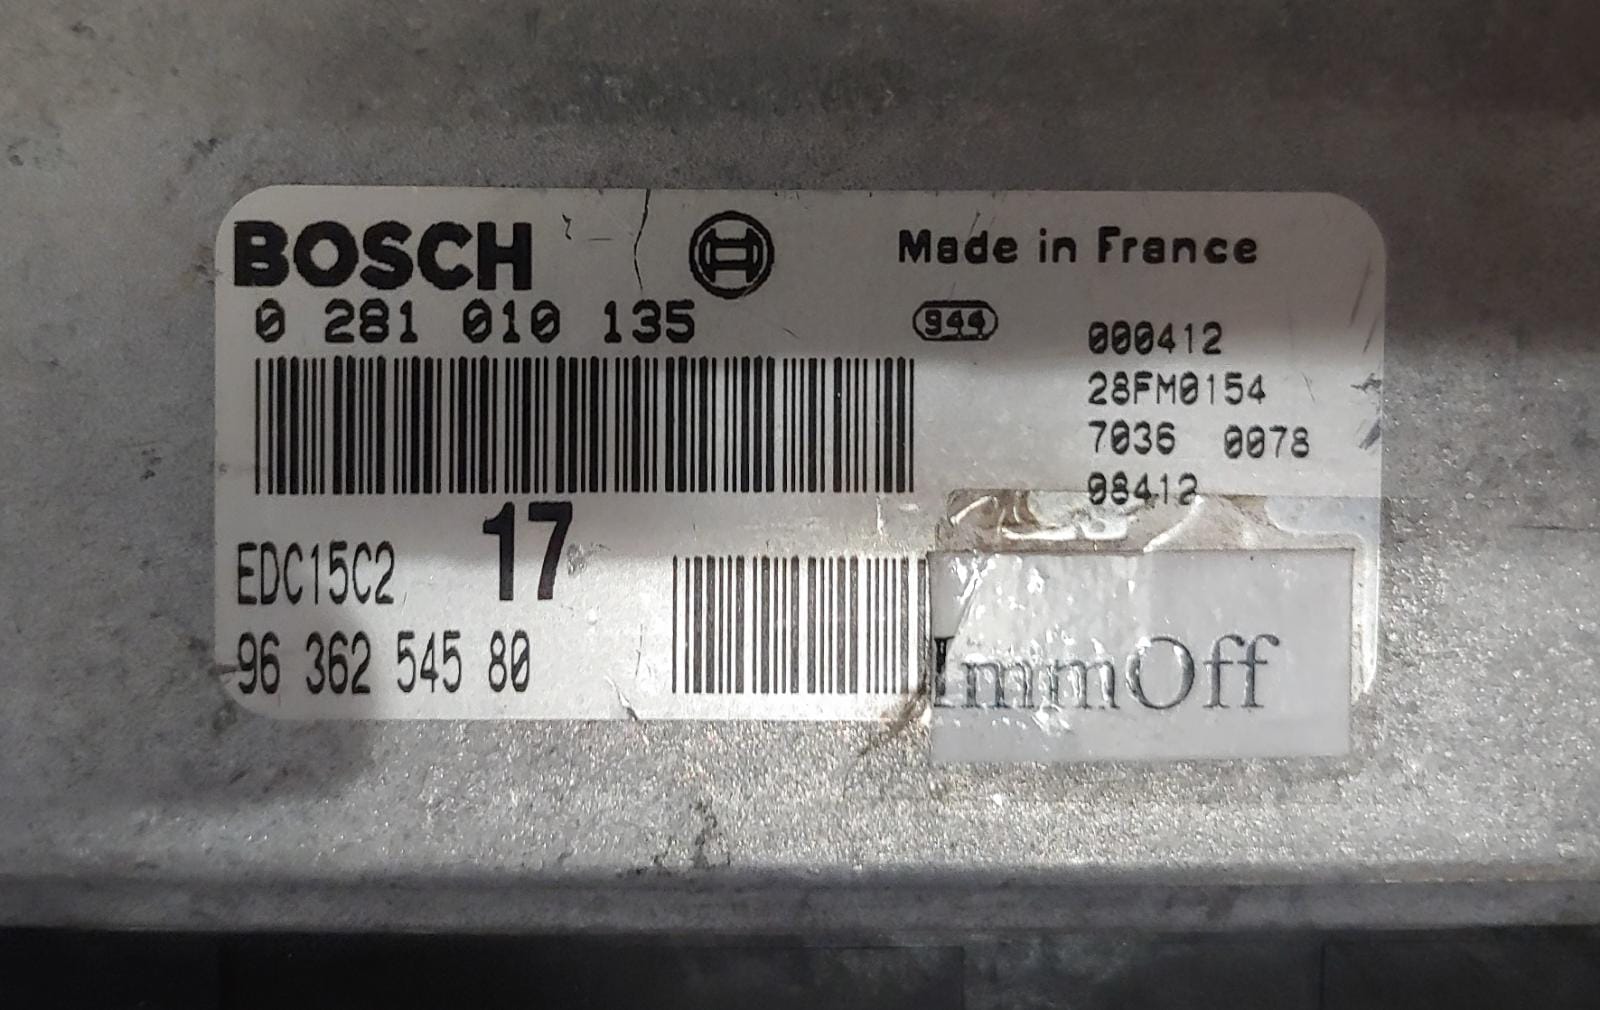 BOSCH
Made in France
0 281 010 135
944
000412
28FM0154
7036 0078
08412
17
EDC15C2
96 362 545 80
ImmOff